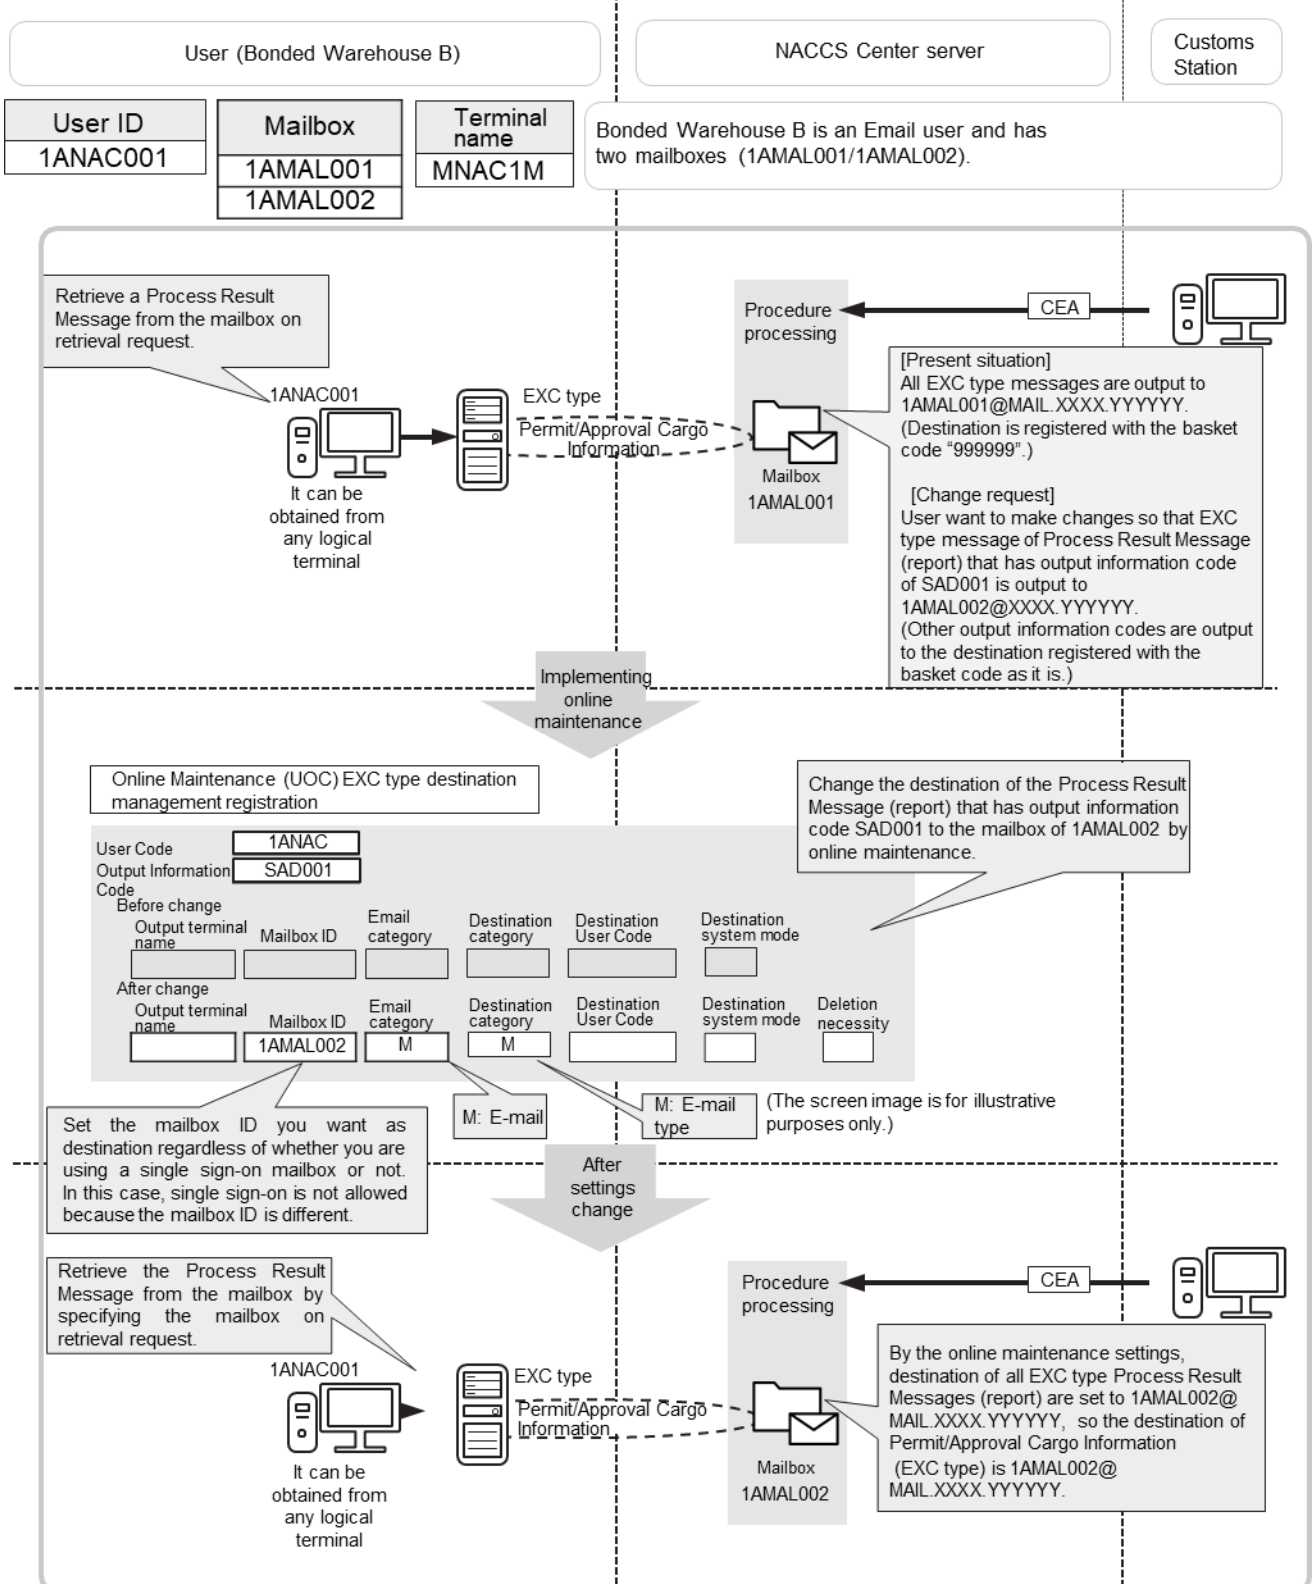 User (Bonded Warehouse B)
NACCS Center server
Customs
Station
User ID
1ANAC001
Mailbox
1AMAL001
1AMAL002
Terminal
name
MNAC1M
Bonded Warehouse B is an Email user and has
two mailboxes (1AMAL001/1AMAL002).
Retrieve a Process Result
Message from the mailbox on
retrieval request.
1ANAC001
It can be
obtained from
any logical
terminal
EXC type
Permit/Approval Cargo
Information
Procedure
processing
Mailbox
1AMAL001
CEA
[Present situation]
All EXC type messages are output to
1AMAL001@MAIL.XXXX.YYYYYY.
(Destination is registered with the basket
code “999999”.)
[Change request]
User want to make changes so that EXC
type message of Process Result Message
(report) that has output information code
of SAD001 is output to
1AMAL002@XXXX.YYYYYY.
(Other output information codes are output
to the destination registered with the
basket code as it is.)
Implementing
online
maintenance
Online Maintenance (UOC) EXC type destination
management registration
Change the destination of the Process Result
Message (report) that has output information
code SAD001 to the mailbox of 1AMAL002 by
online maintenance.
User Code
1ANAC
Output Information
Code
SAD001
Before change
Output terminal
name
Mailbox ID
Email
category
Destination
category
Destination
User Code
Destination
system mode
After change
Output terminal
name
Mailbox ID
Email
category
Destination
category
Destination
User Code
Destination
system mode
Deletion
necessity
1AMAL002
M
M
M: E-mail
M: E-mail
type
(The screen image is for illustrative
purposes only.)
Set the mailbox ID you want as
destination regardless of whether you are
using a single sign-on mailbox or not.
In this case, single sign-on is not allowed
because the mailbox ID is different.
After
settings
change
Retrieve the Process Result
Message from the mailbox by
specifying the mailbox on
retrieval request.
1ANAC001
It can be
obtained from
any logical
terminal
EXC type
Permit/Approval Cargo
Information
Procedure
processing
Mailbox
1AMAL002
CEA
By the online maintenance settings,
destination of all EXC type Process Result
Messages (report) are set to 1AMAL002@
MAIL.XXXX.YYYYYY, so the destination of
Permit/Approval Cargo Information
(EXC type) is 1AMAL002@
MAIL.XXXX.YYYYYY.